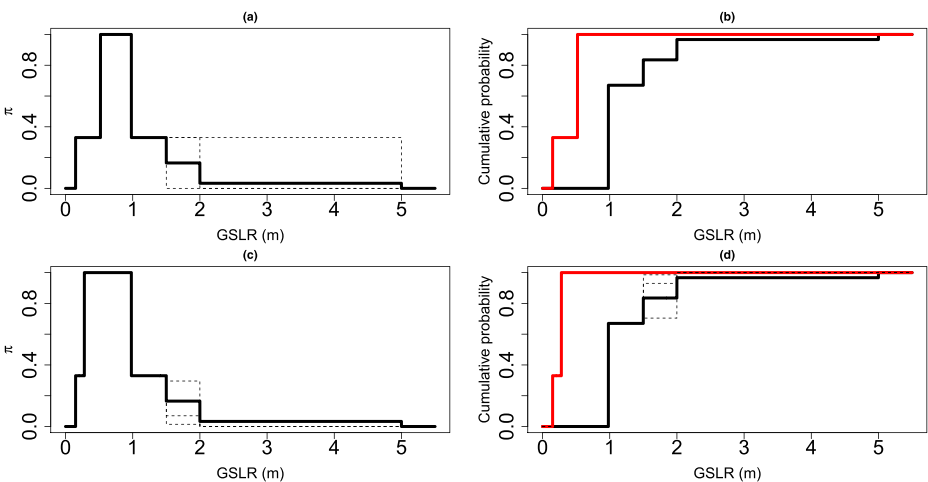 (a)
π
0.0 0.4 0.8
0 1 2 3 4 5
GSLR (m)
(b)
Cumulative probability
0.0 0.4 0.8
0 1 2 3 4 5
GSLR (m)
(c)
π
0.0 0.4 0.8
0 1 2 3 4 5
GSLR (m)
(d)
Cumulative probability
0.0 0.4 0.8
0 1 2 3 4 5
GSLR (m)